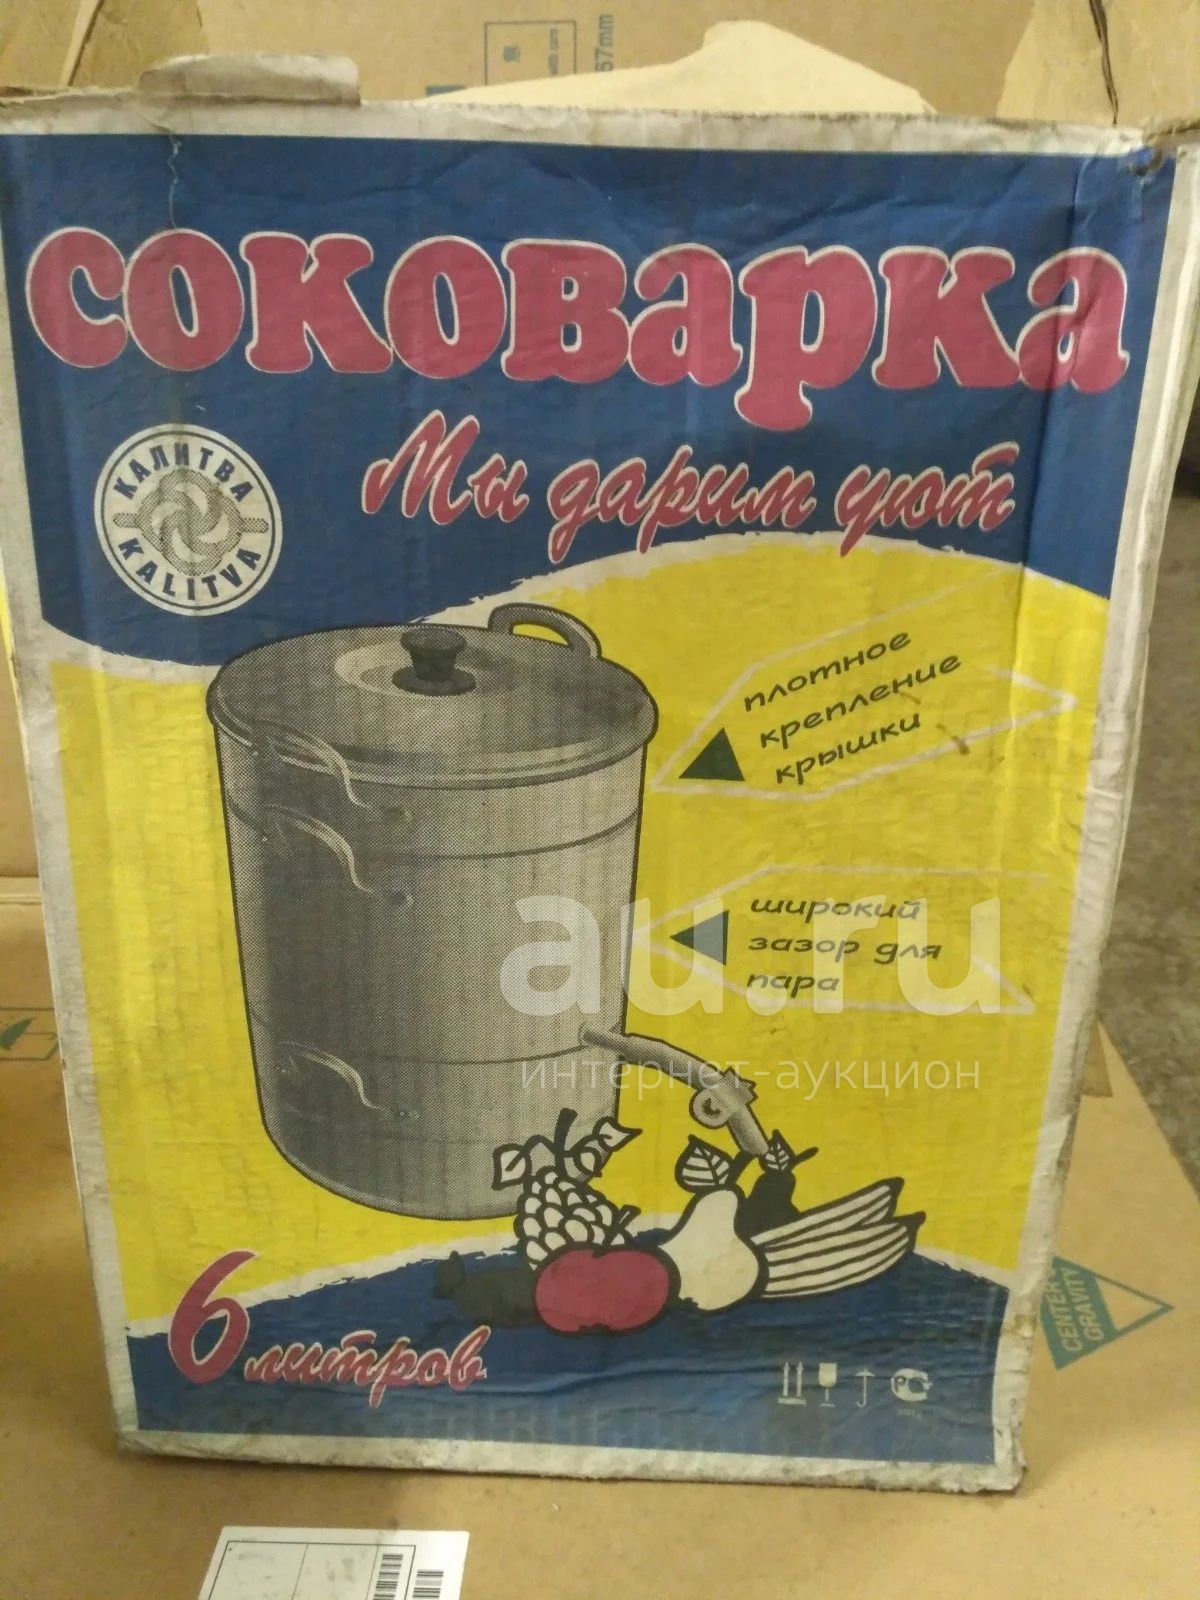 57mm
соковарка
Мы дарим уют
КАЛИТВА
KALITVA
плотное
крепление
крышки
широкий
зазор для
пара
au.ru
интернет-аукцион
6 литров
CENTER
GRAVITY